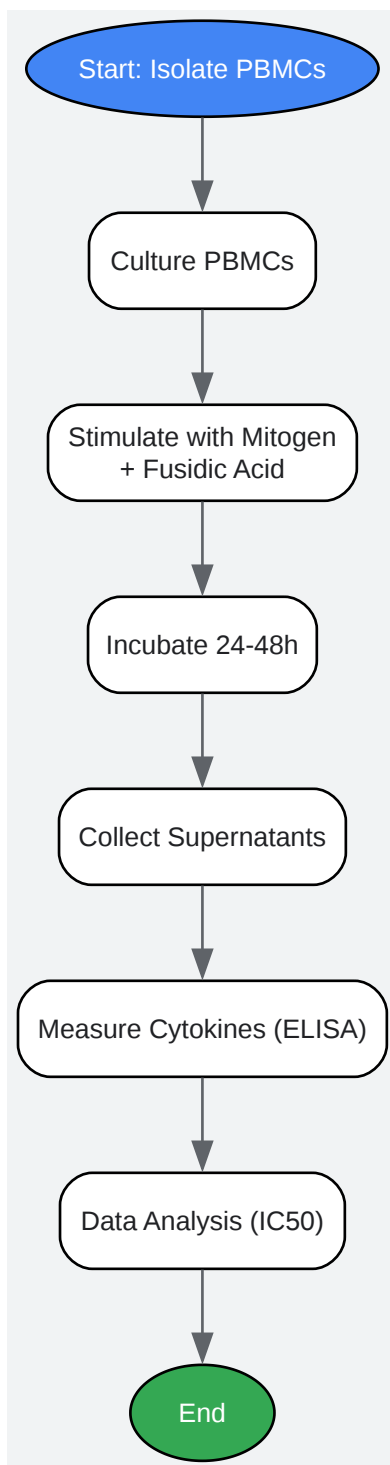 Start: Isolate PBMCs
Culture PBMCs
Stimulate with Mitogen
+ Fusidic Acid
Incubate 24-48h
Collect Supernatants
Measure Cytokines (ELISA)
Data Analysis (IC50)
End